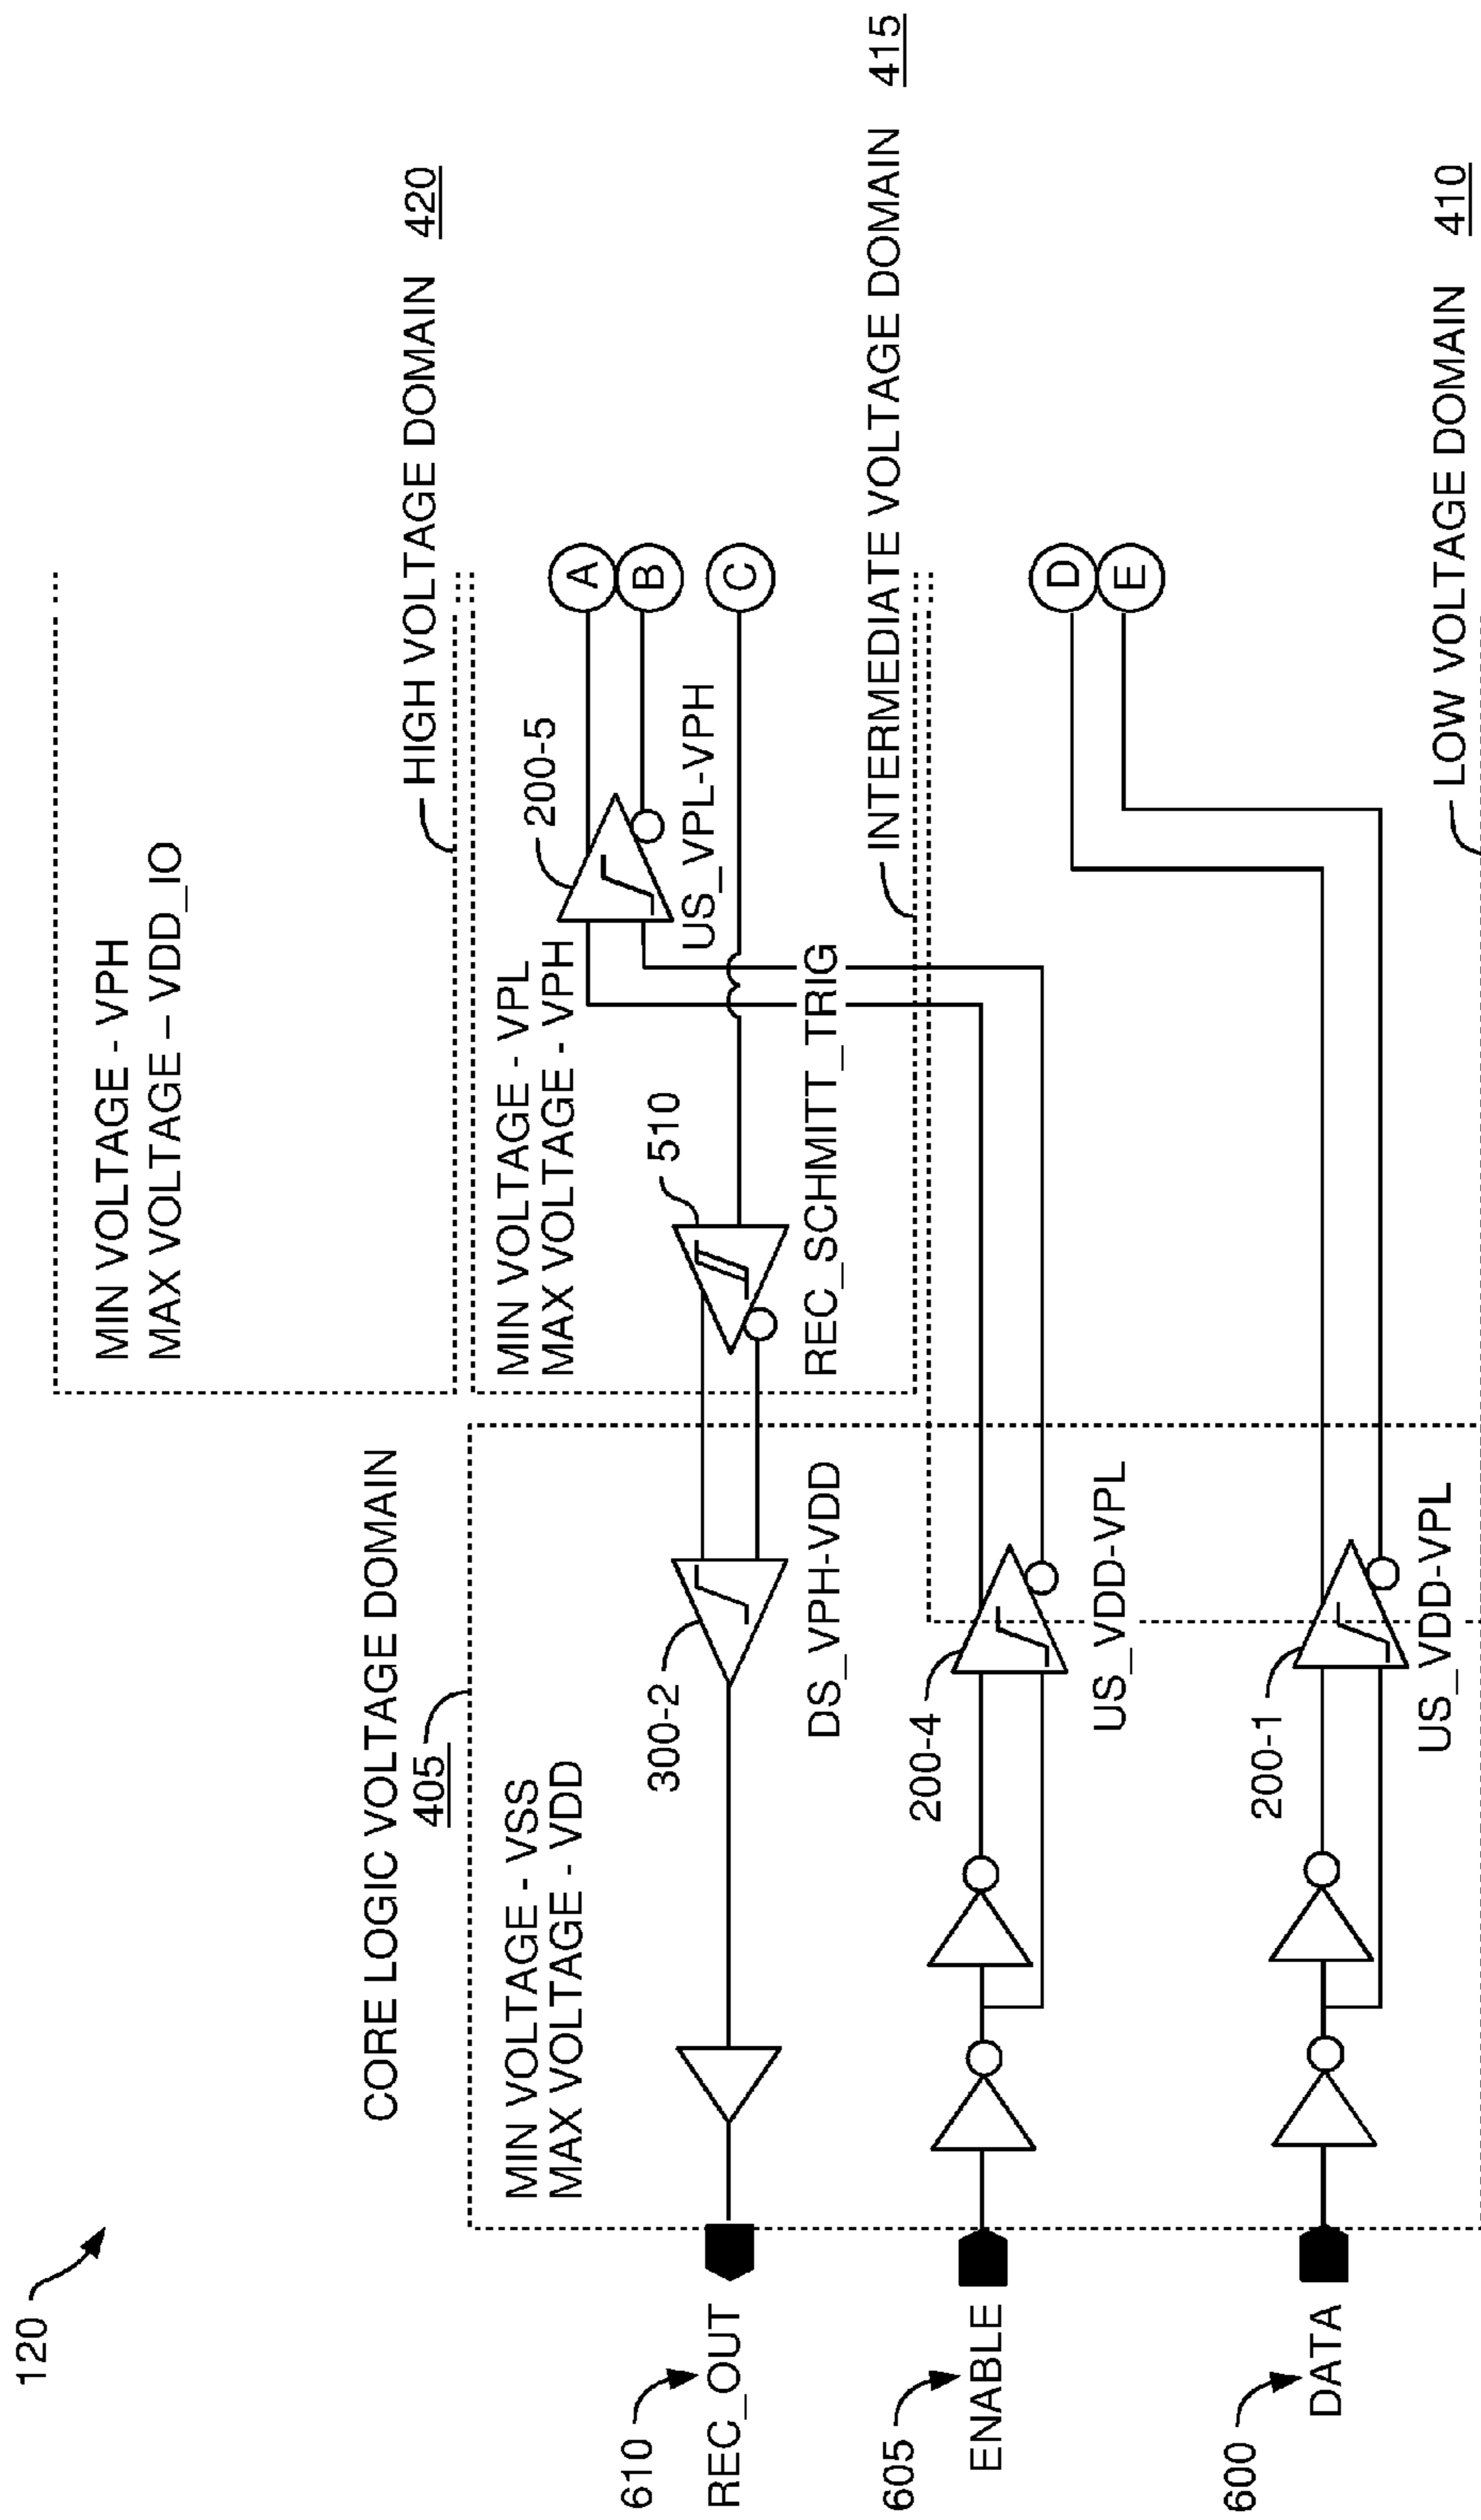 120
MIN VOLTAGE - VPH
MAX VOLTAGE – VDD_IO
HIGH VOLTAGE DOMAIN 420
CORE LOGIC VOLTAGE DOMAIN
405
MIN VOLTAGE - VSS
MAX VOLTAGE - VDD
MIN VOLTAGE - VPL
MAX VOLTAGE - VPH
200-5
US_VPL-VPH
A
B
C
510
REC_SCHMITT_TRIG
300-2
DS_VPH-VDD
610
REC_OUT
INTERMEDIATE VOLTAGE DOMAIN 415
605
ENABLE
200-4
US_VDD-VPL
D
E
600
DATA
200-1
US_VDD-VPL
LOW VOLTAGE DOMAIN 410